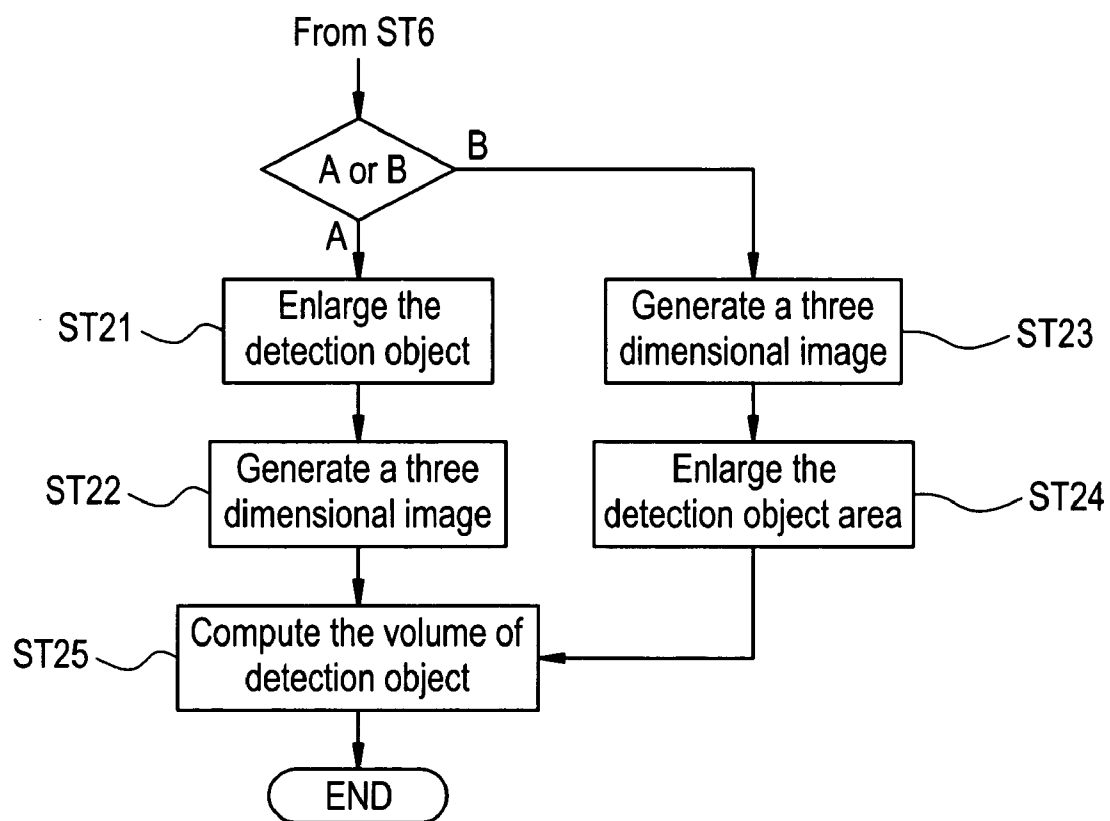 From ST6
A or B
B
A
ST21
Enlarge the
detection object
Generate a three
dimensional image
ST23
ST22
Generate a three
dimensional image
Enlarge the
detection object area
ST24
ST25
Compute the volume of
detection object
END